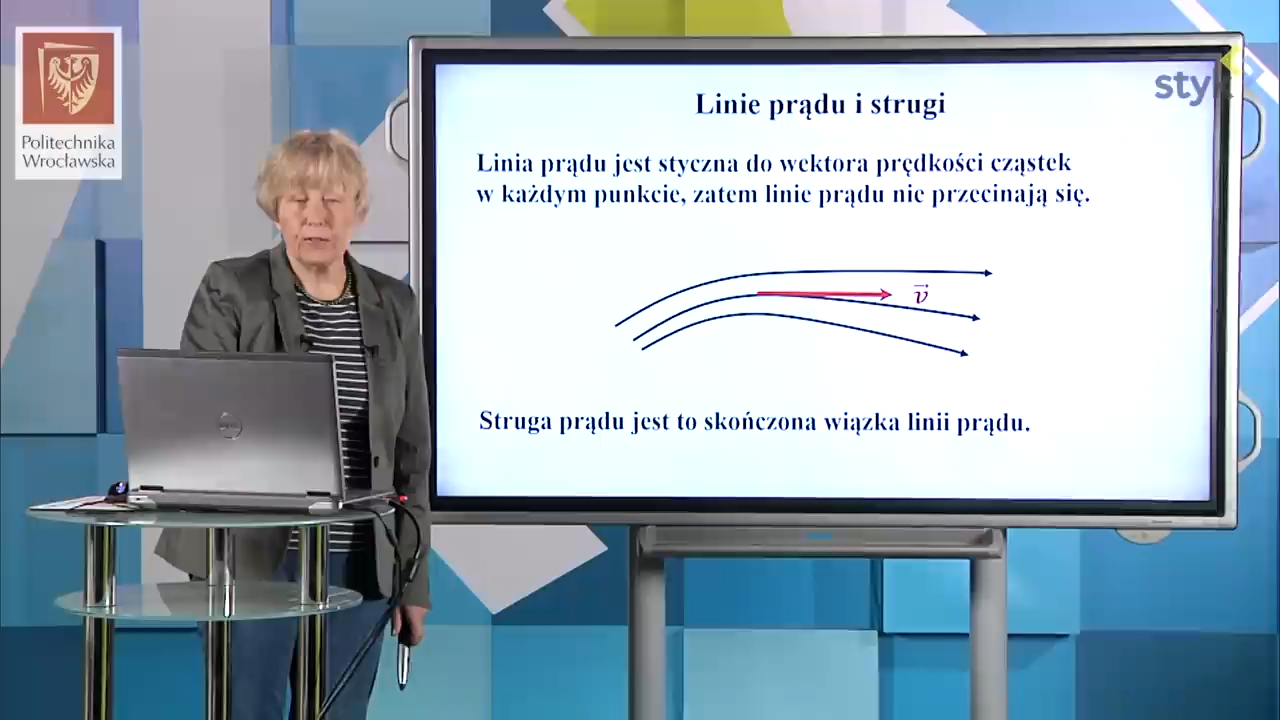 Politechnika
Wrocławska
styk
Linie prądu i strugi
Linia prądu jest styczna do wektora prędkości cząstek
w każdym punkcie, zatem linie prądu nie przecinają się.
v
Struga prądu jest to skończona wiązka linii prądu.
DELL